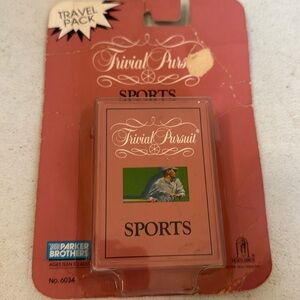 TRAVEL
PACK
Trivial Pursuit
SPORTS
Trivial Pursuit®
SPORTS
PARKER
BROTHERS
No. 6034